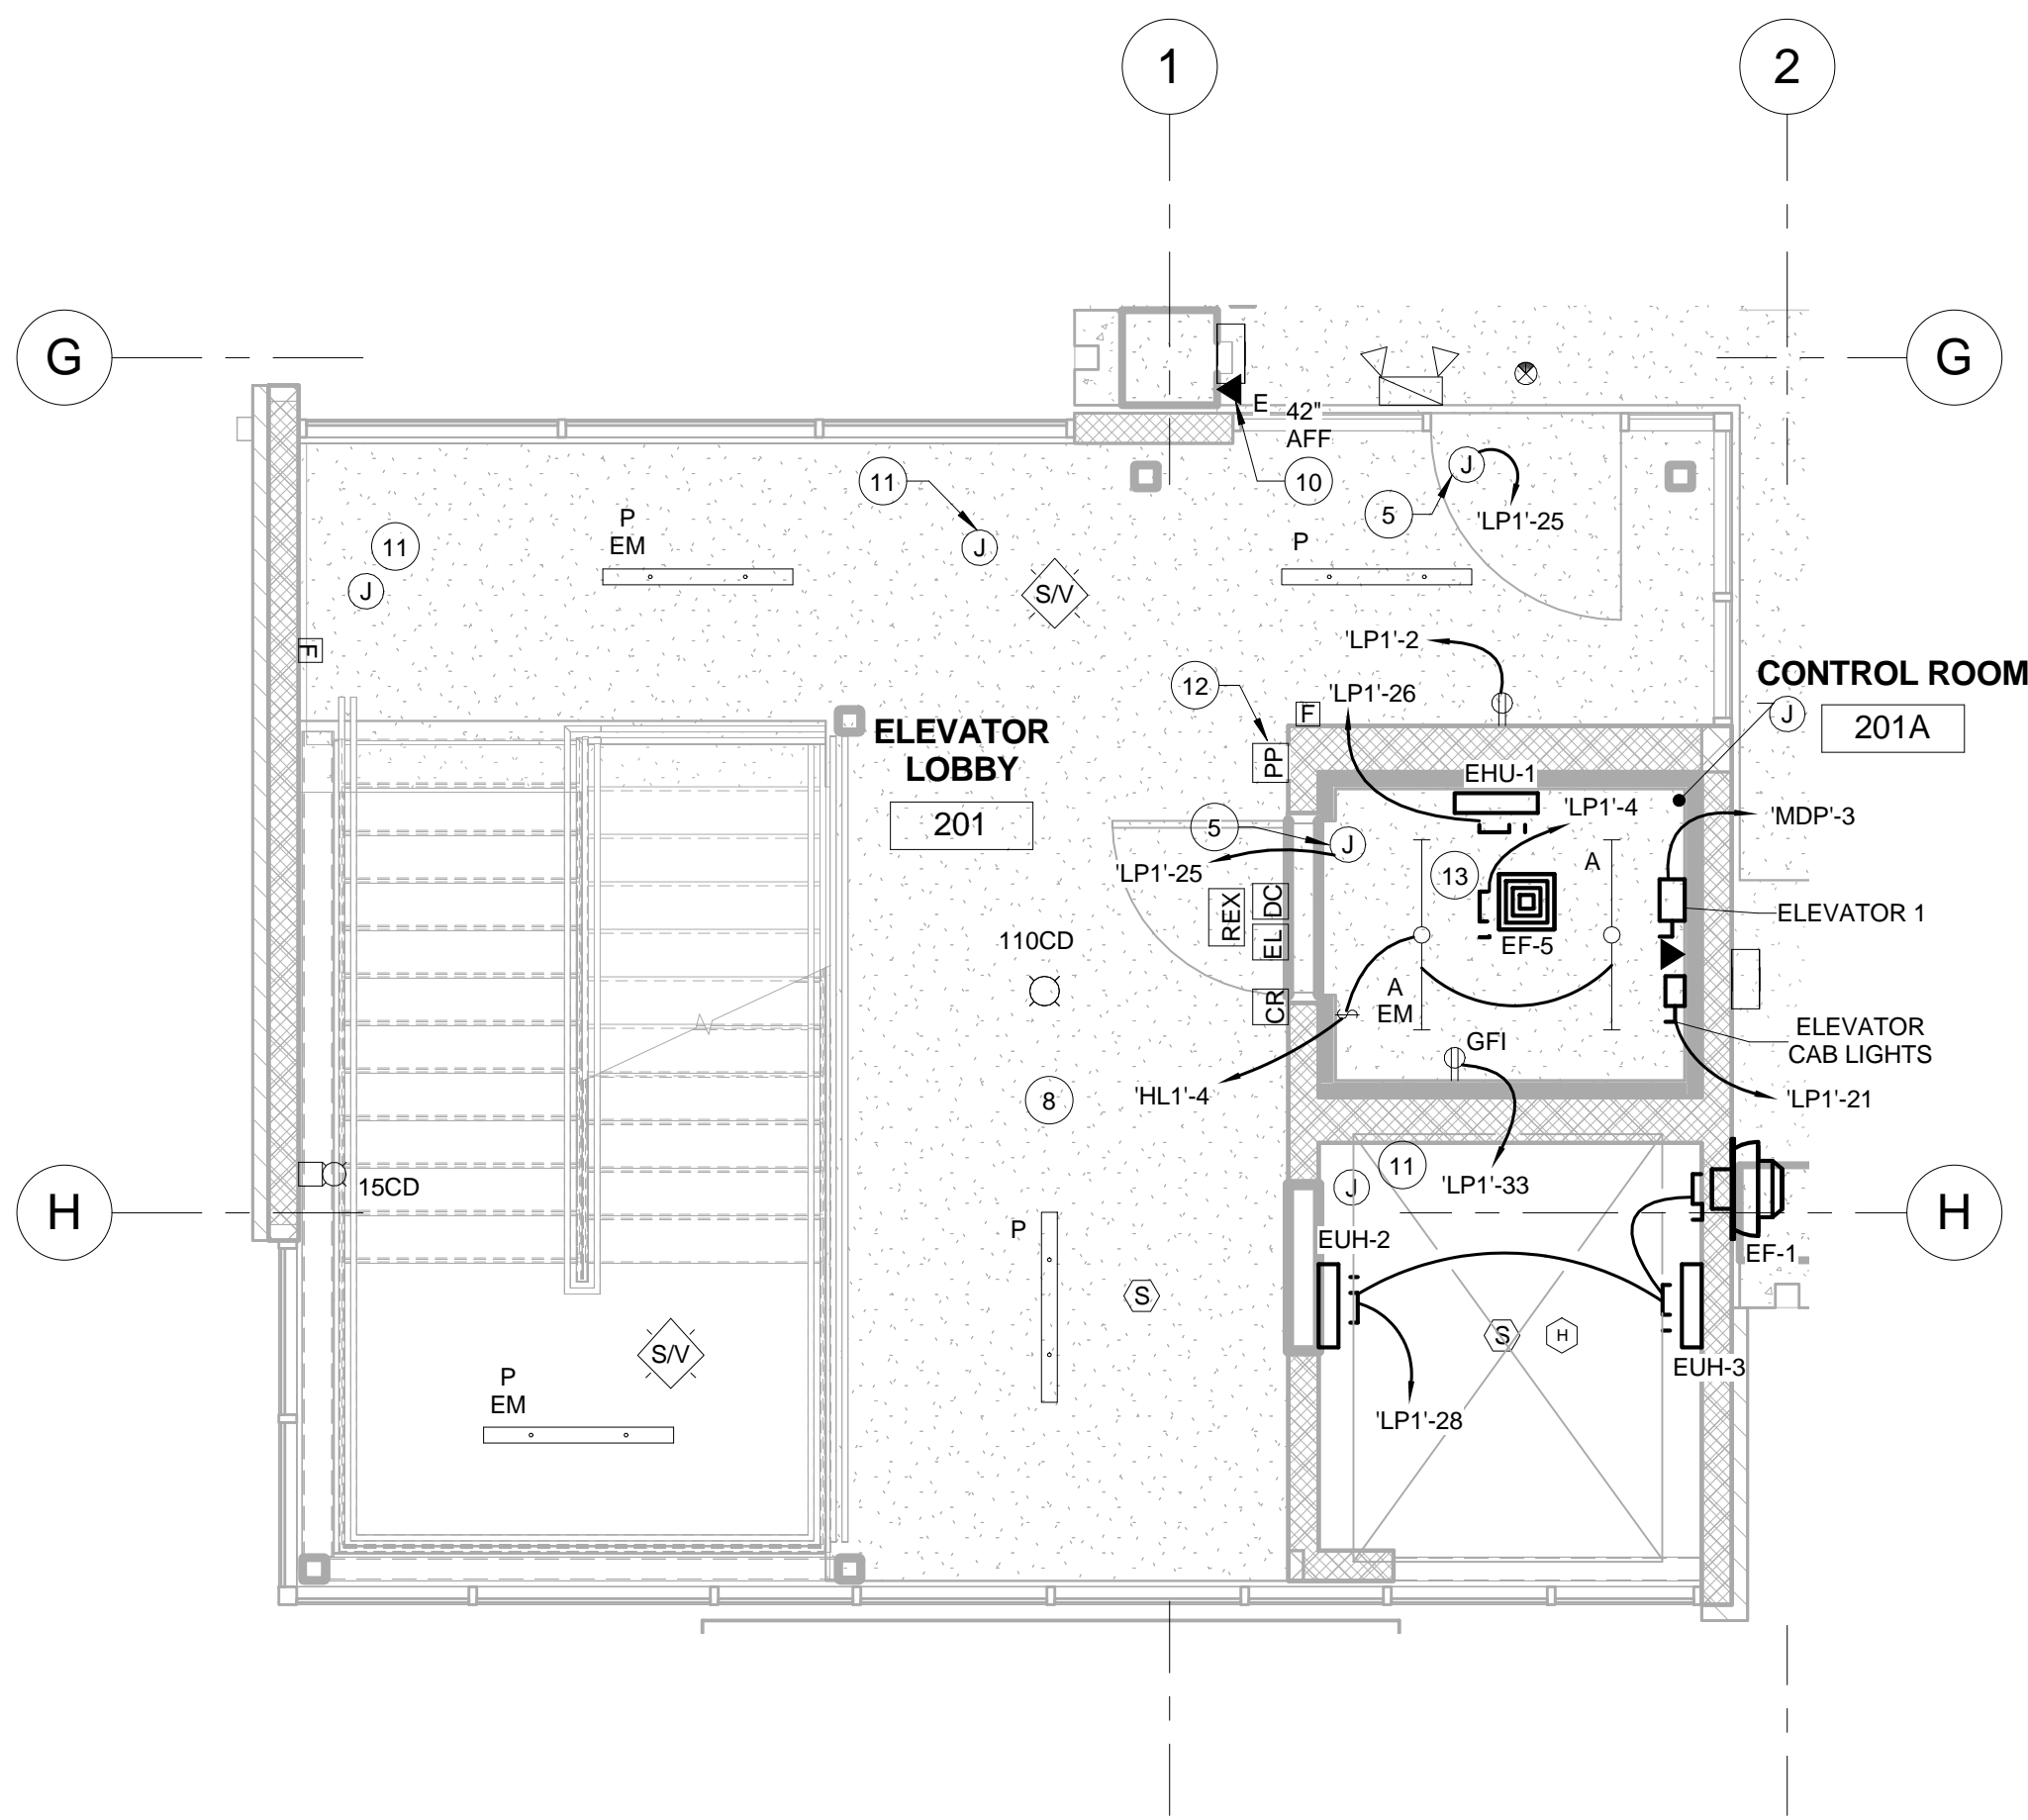 1
2
G
G
E
42"
AFF
11
10
J
J
5
'LP1'-25
P
EM
11
J
P
S/V
F
'LP1'-2
CONTROL ROOM
J
201A
12
'LP1'-26
F
ELEVATOR
LOBBY
201
PP
EHU-1
'LP1'-4
'MDP'-3
5
J
'LP1'-25
13
A
REX
DC
EL
CR
ELEVATOR 1
EF-5
110CD
A
EM
GFI
ELEVATOR
CAB LIGHTS
'HL1'-4
8
'LP1'-21
11
J
'LP1'-33
15CD
H
H
P
EUH-2
EF-1
S
S
H
S/V
EUH-3
P
EM
'LP1'-28